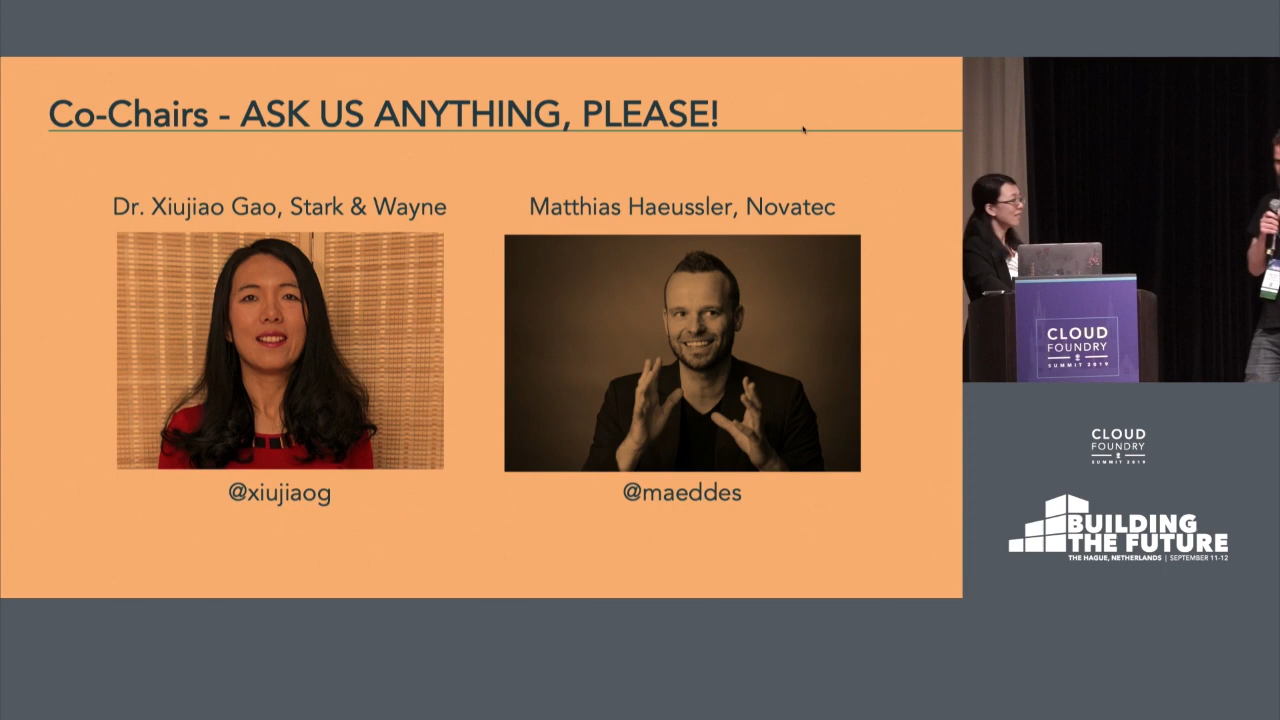 Co-Chairs - ASK US ANYTHING, PLEASE!
Dr. Xiujiao Gao, Stark & Wayne
Matthias Haeussler, Novatec
@xiujiaog
@maeddes
CLOUD
FOUNDRY
SUMMIT 2019
CLOUD
FOUNDRY
SUMMIT 2019
BUILDING
THE FUTURE
THE HAGUE, NETHERLANDS | SEPTEMBER 11-12